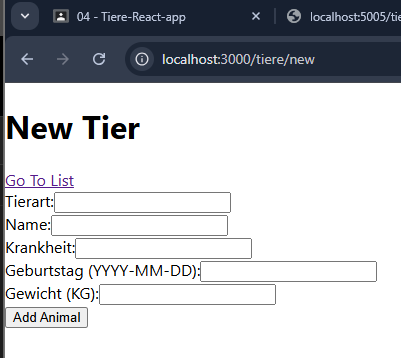 04 - Tiere-React-app
localhost:5005/tie
localhost:3000/tiere/new
New Tier
Go To List
Tierart:
Name:
Krankheit:
Geburtstag (YYYY-MM-DD):
Gewicht (KG):
Add Animal